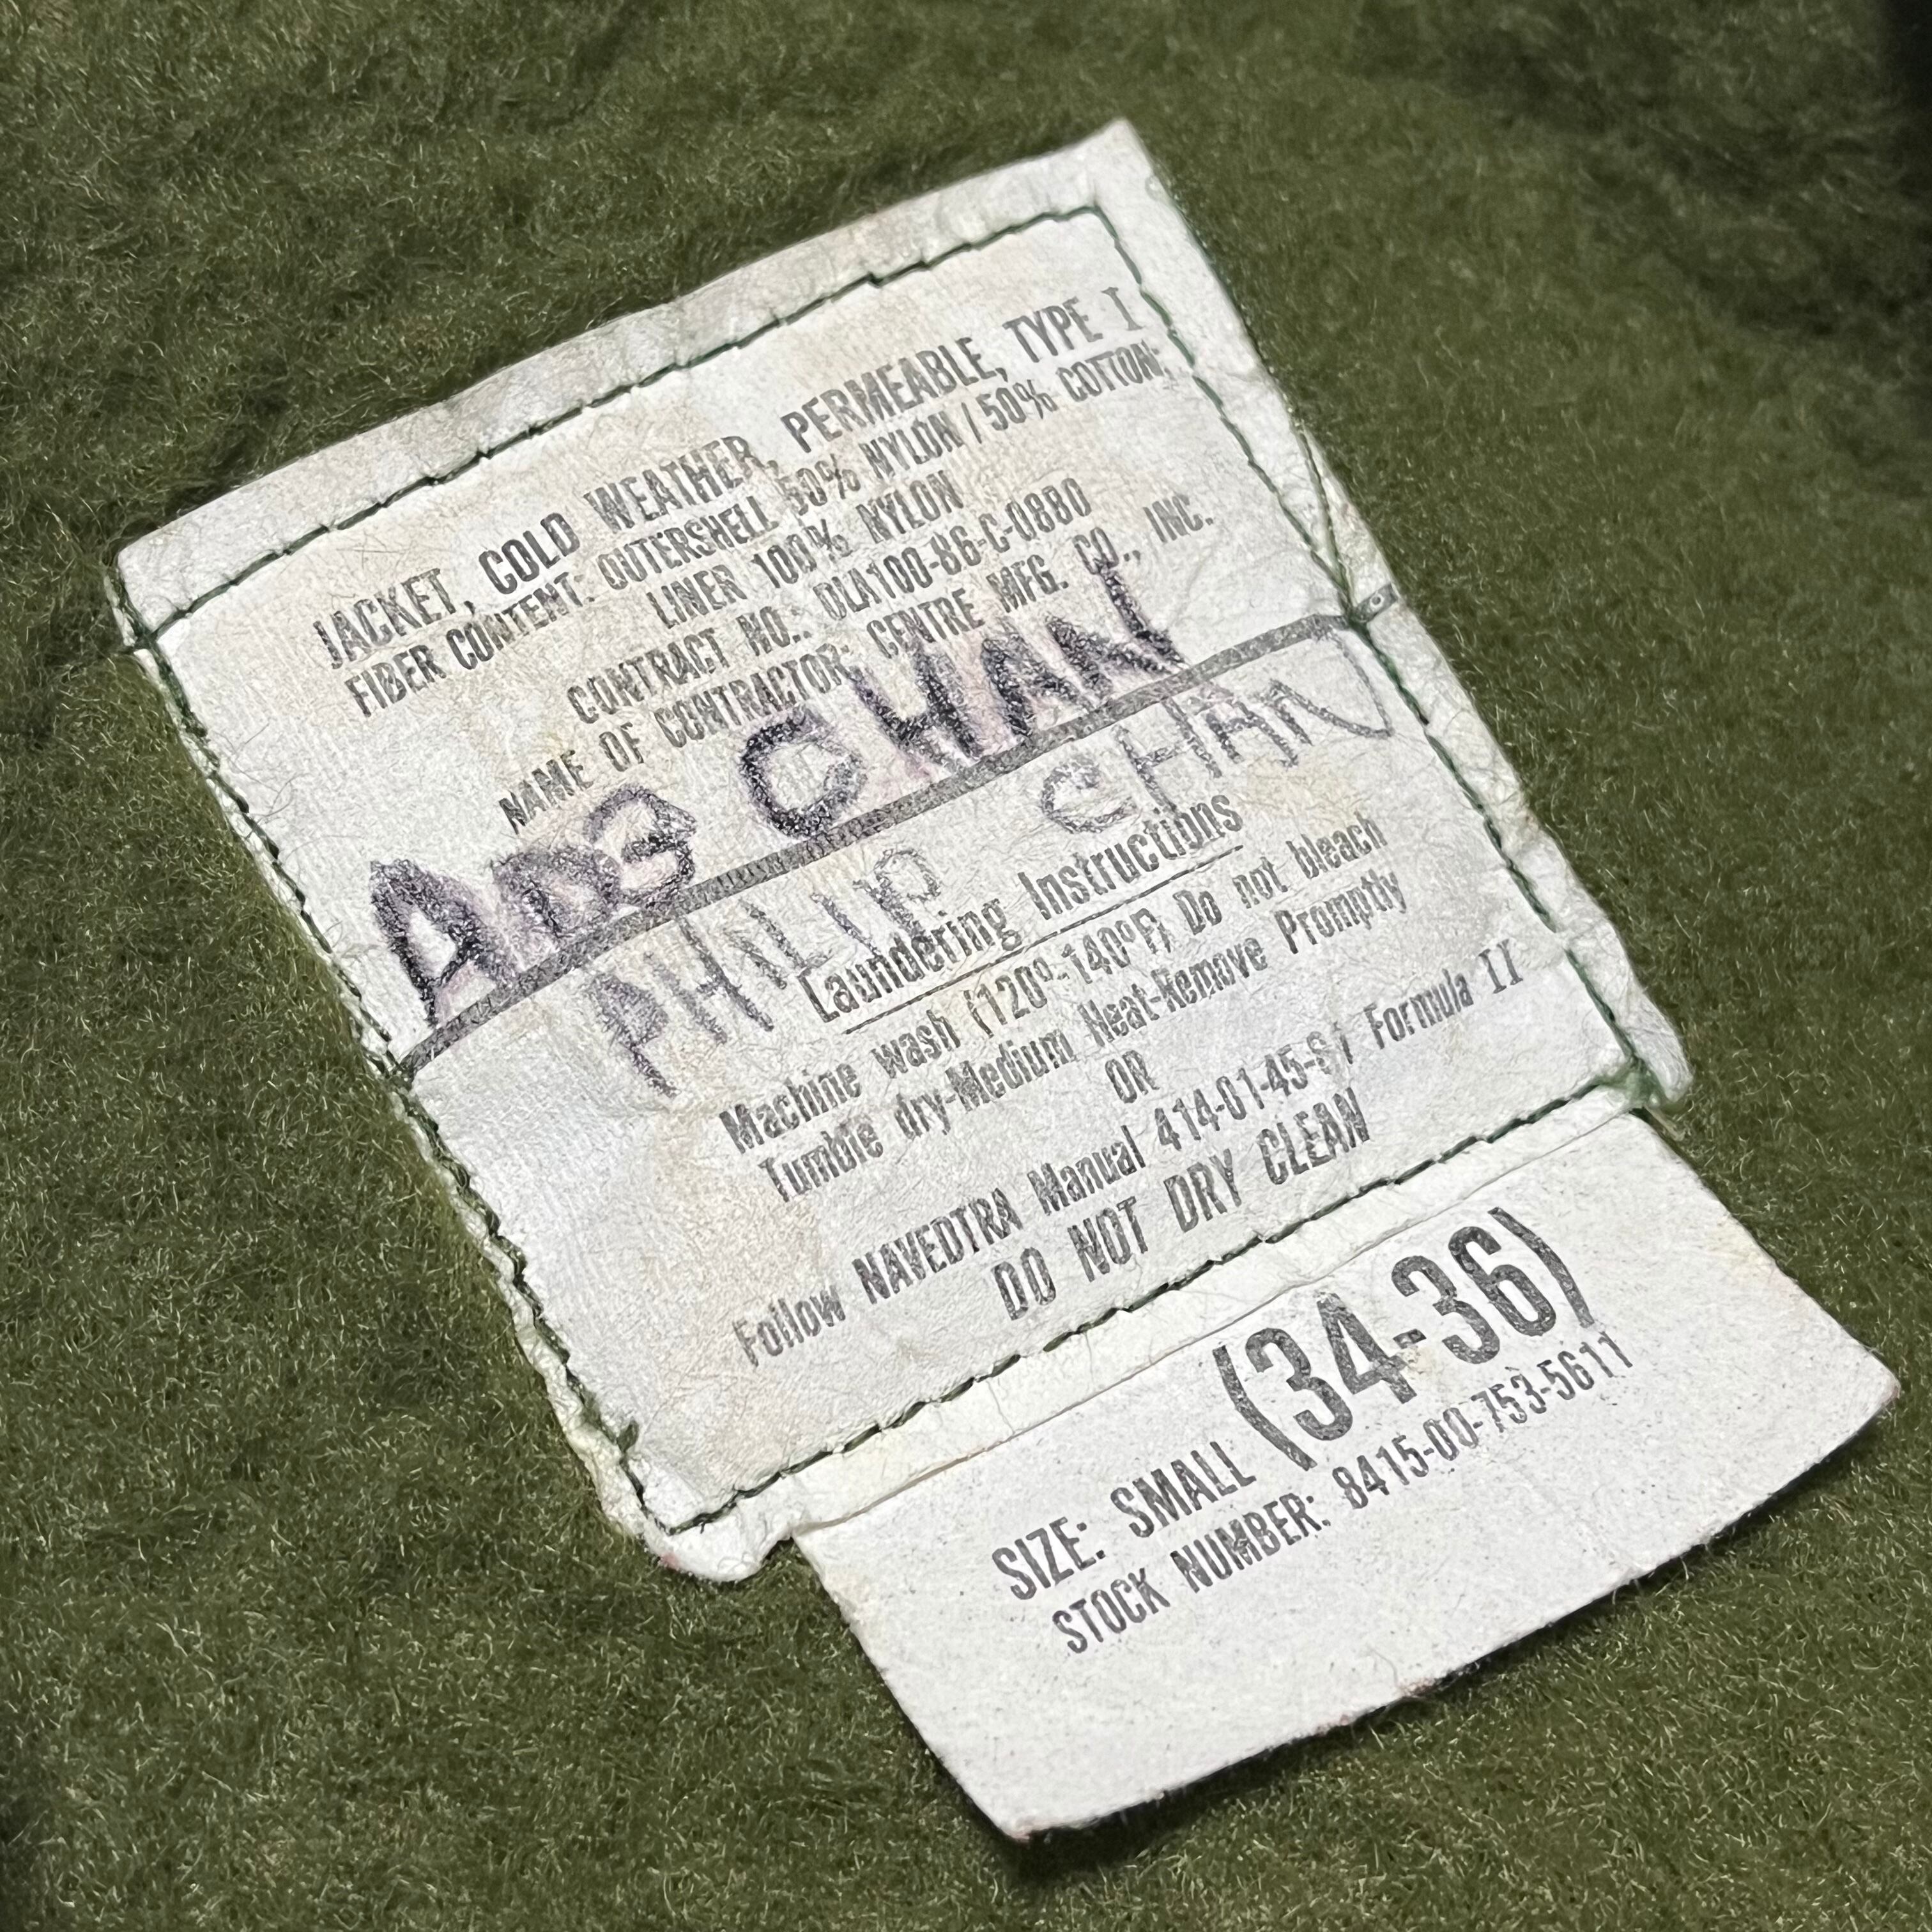 JACKET, COLD WEATHER, PERMEABLE, TYPE I
FIBER CONTENT: OUTERSHELL 50% NYLON / 50% COTTON;
LINER 100% NYLON
CONTRACT NO.: DLA100-86-C-0880
NAME OF CONTRACTOR: CENTRE MFG. CO., INC.
AD3 CHAN
PHILIP CHAN
Laundering Instructions
Machine wash (120º-140ºF) Do not bleach
Tumble dry-Medium Heat-Remove Promptly
OR
Follow NAVEDTRA Manual 414-01-45-81 Formula II
DO NOT DRY CLEAN
SIZE: SMALL (34-36)
STOCK NUMBER: 8415-00-753-5611